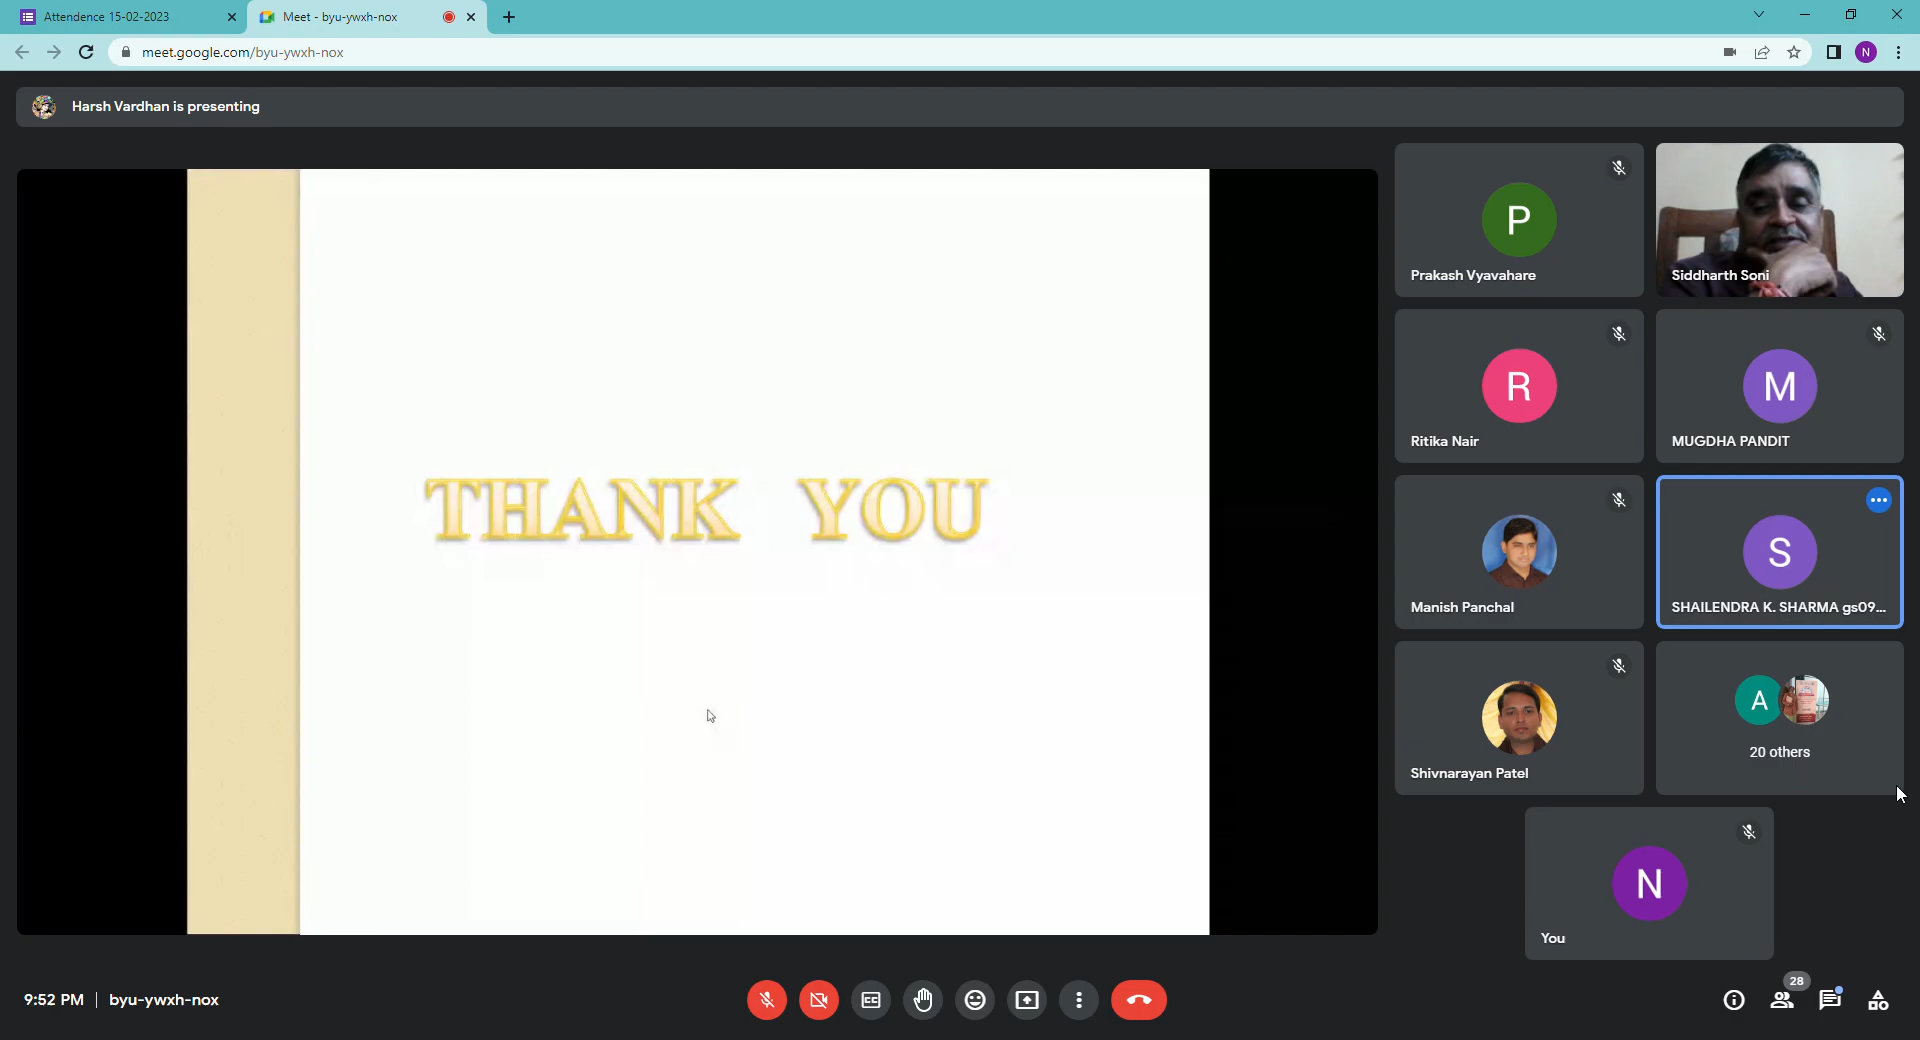 Attendence 15-02-2023
Meet - byu-ywxh-nox
meet.google.com/byu-ywxh-nox
N
Harsh Vardhan is presenting
THANK YOU
P
Prakash Vyavahare
Siddharth Soni
R
Ritika Nair
M
MUGDHA PANDIT
Manish Panchal
S
SHAILENDRA K. SHARMA gs09...
Shivnarayan Patel
A
20 others
N
You
9:52 PM | byu-ywxh-nox
CC
28